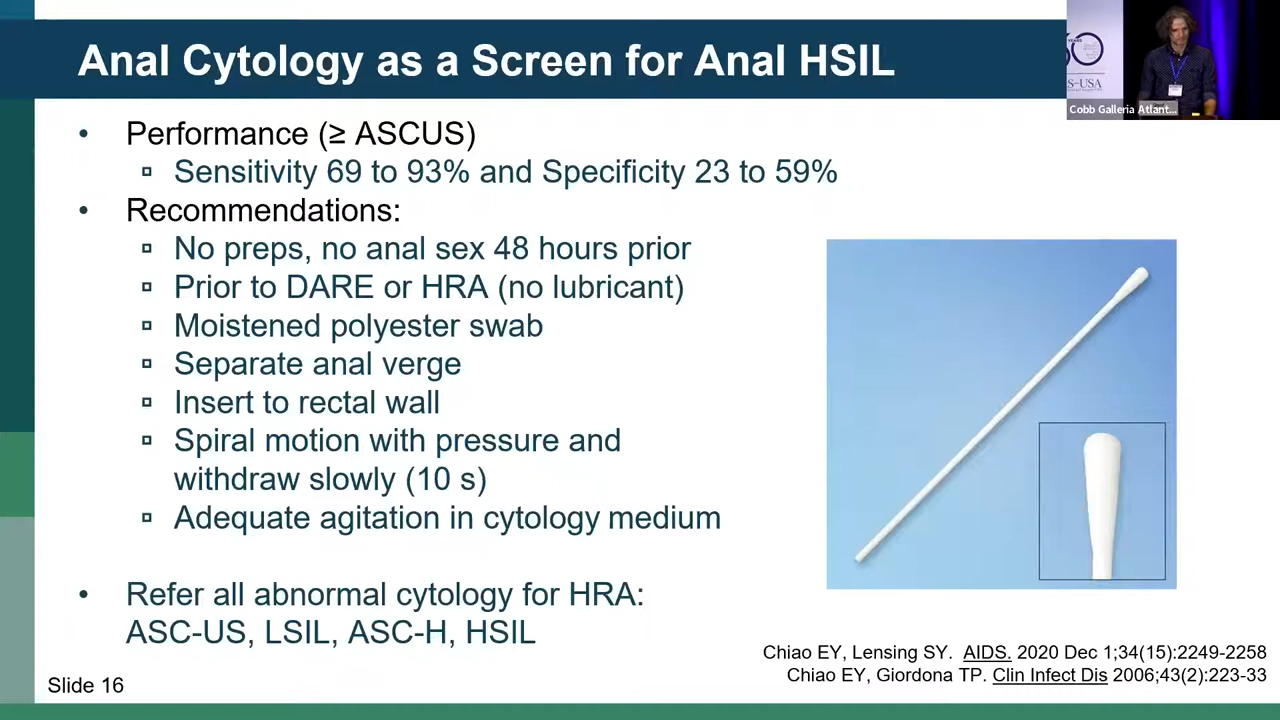 Anal Cytology as a Screen for Anal HSIL
S–USA
Cobb Galleria Atlant...
• Performance (≥ ASCUS)
▫ Sensitivity 69 to 93% and Specificity 23 to 59%
• Recommendations:
▫ No preps, no anal sex 48 hours prior
▫ Prior to DARE or HRA (no lubricant)
▫ Moistened polyester swab
▫ Separate anal verge
▫ Insert to rectal wall
▫ Spiral motion with pressure and
withdraw slowly (10 s)
▫ Adequate agitation in cytology medium
• Refer all abnormal cytology for HRA:
ASC-US, LSIL, ASC-H, HSIL
Chiao EY, Lensing SY. AIDS. 2020 Dec 1;34(15):2249-2258
Chiao EY, Giordona TP. Clin Infect Dis 2006;43(2):223-33
Slide 16